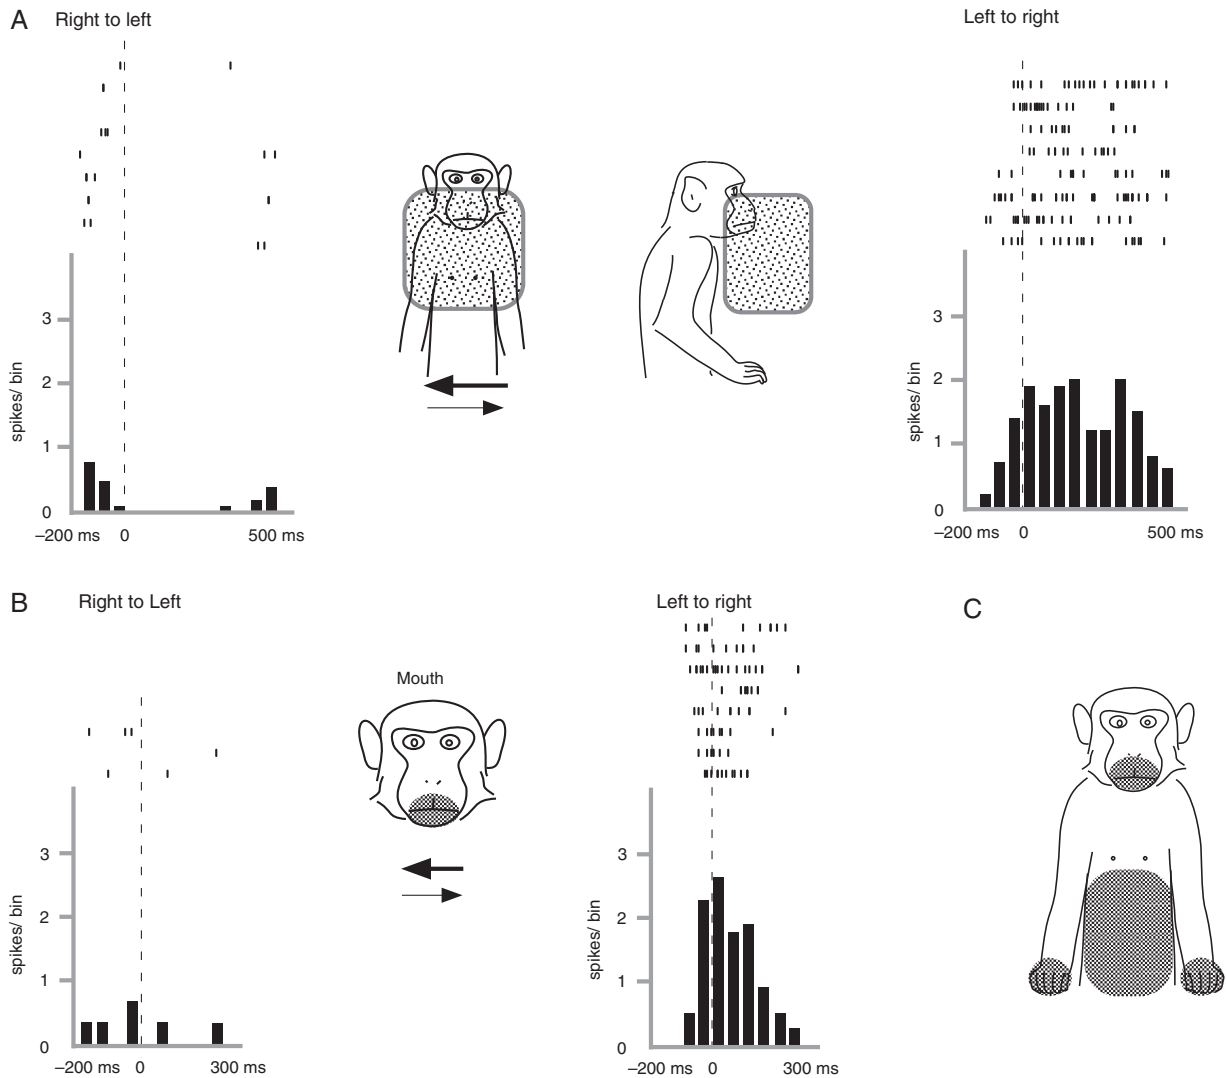 A
Right to left
Left to right
3
2
1
0
spikes/ bin
–200 ms 0 500 ms
3
2
1
0
spikes/ bin
–200 ms 0 500 ms
B
Right to Left
Mouth
Left to right
C
3
2
1
0
spikes/ bin
–200 ms 0 300 ms
3
2
1
0
spikes/ bin
–200 ms 0 300 ms